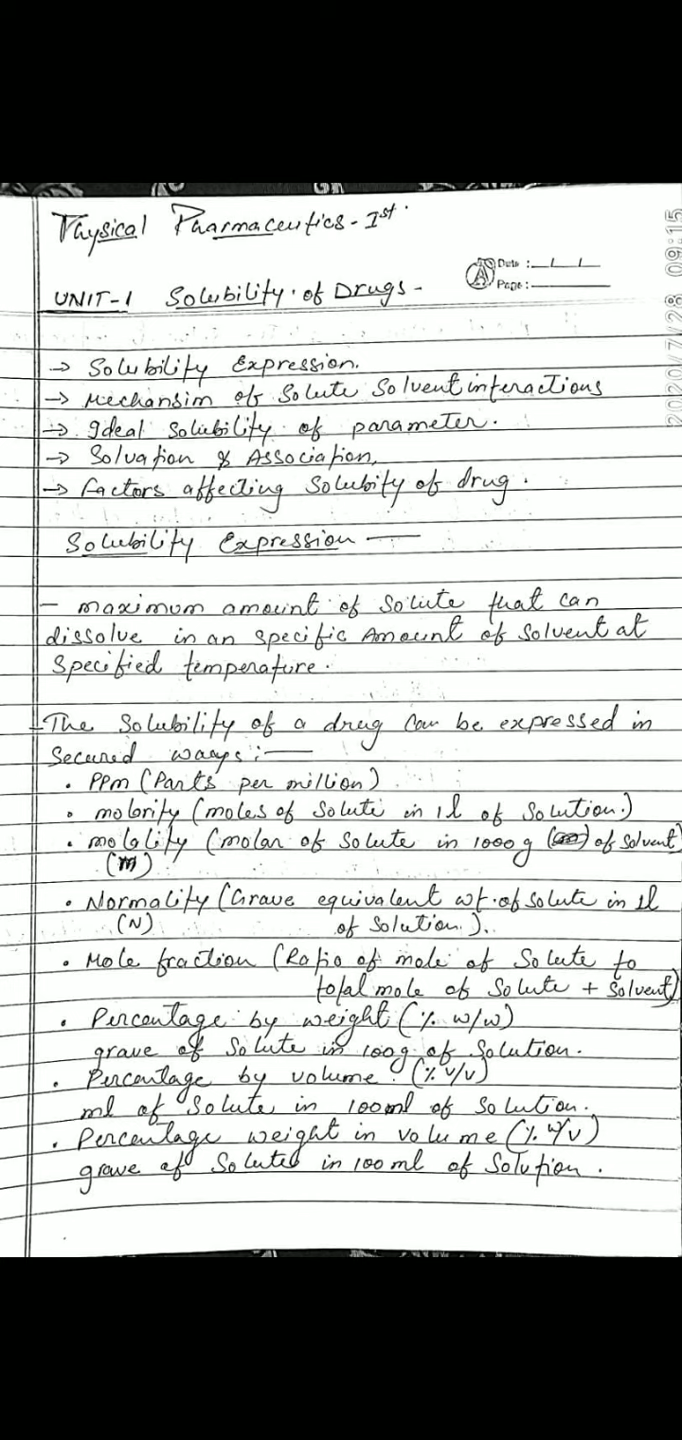 Physical Pharmaceutics - Ist.
Date :
Page :
UNIT-1 Solubility of Drugs -
2020/7/28 09:15
→ Solubility Expression.
→ Mechansim of Solute Solvent interactions
→ Ideal Solubility of parameter.
→ Solvation & Association,
→ Factors affecting Solubity of drug.
Solubility Expression —
— maximum amount of Solute that can
dissolve in an specific Amount of Solvent at
Specified temperature.
- The Solubility of a drug can be expressed in
Secured ways :—
• PPm (Parts per million)
• molority (moles of Solute in 1l of Solution.)
• molality (molar of Solute in 1000g of Solvent)
(m)
• Normality (Grave equivalent wt. of Solute in 1l
(N) of Solution.).
• Mole fraction (Ratio of mole of Solute to
total mole of Solute + Solvent)
• Percentage by weight (% w/w)
grave of Solute in 100g of Solution.
• Percentage by volume. (% v/v)
ml of Solute in 100ml of Solution.
• Percentage weight in volume (% w/v)
grave of Solute in 100 ml of Solution.